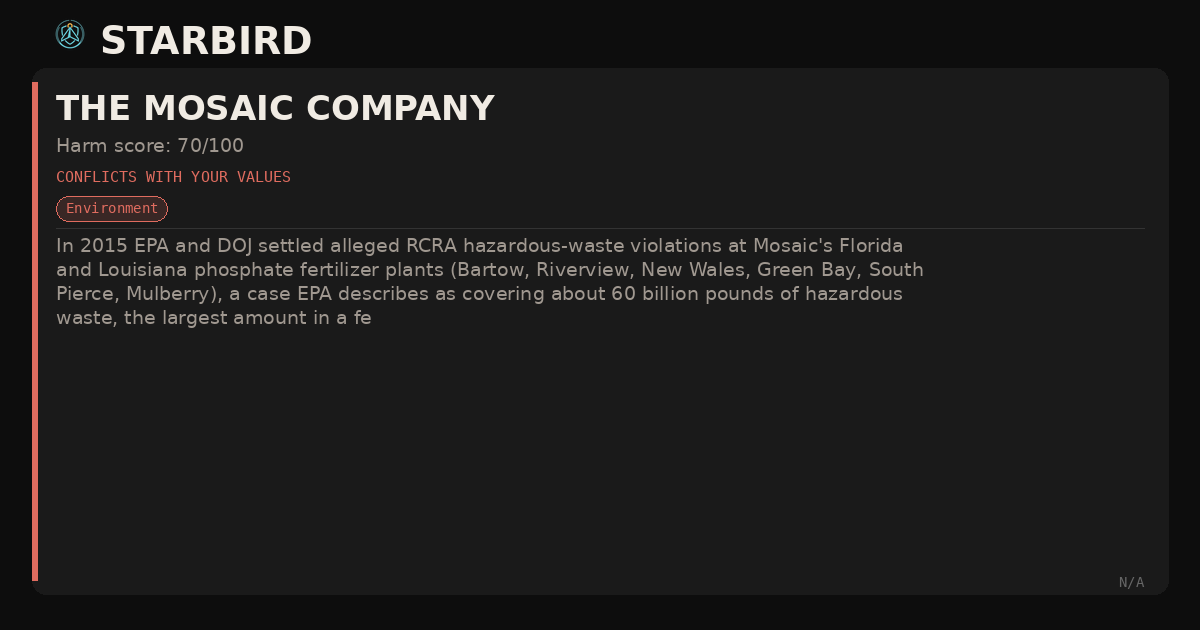 STARBIRD
THE MOSAIC COMPANY
Harm score: 70/100
CONFLICTS WITH YOUR VALUES
Environment
In 2015 EPA and DOJ settled alleged RCRA hazardous-waste violations at Mosaic's Florida
and Louisiana phosphate fertilizer plants (Bartow, Riverview, New Wales, Green Bay, South
Pierce, Mulberry), a case EPA describes as covering about 60 billion pounds of hazardous
waste, the largest amount in a fe
N/A